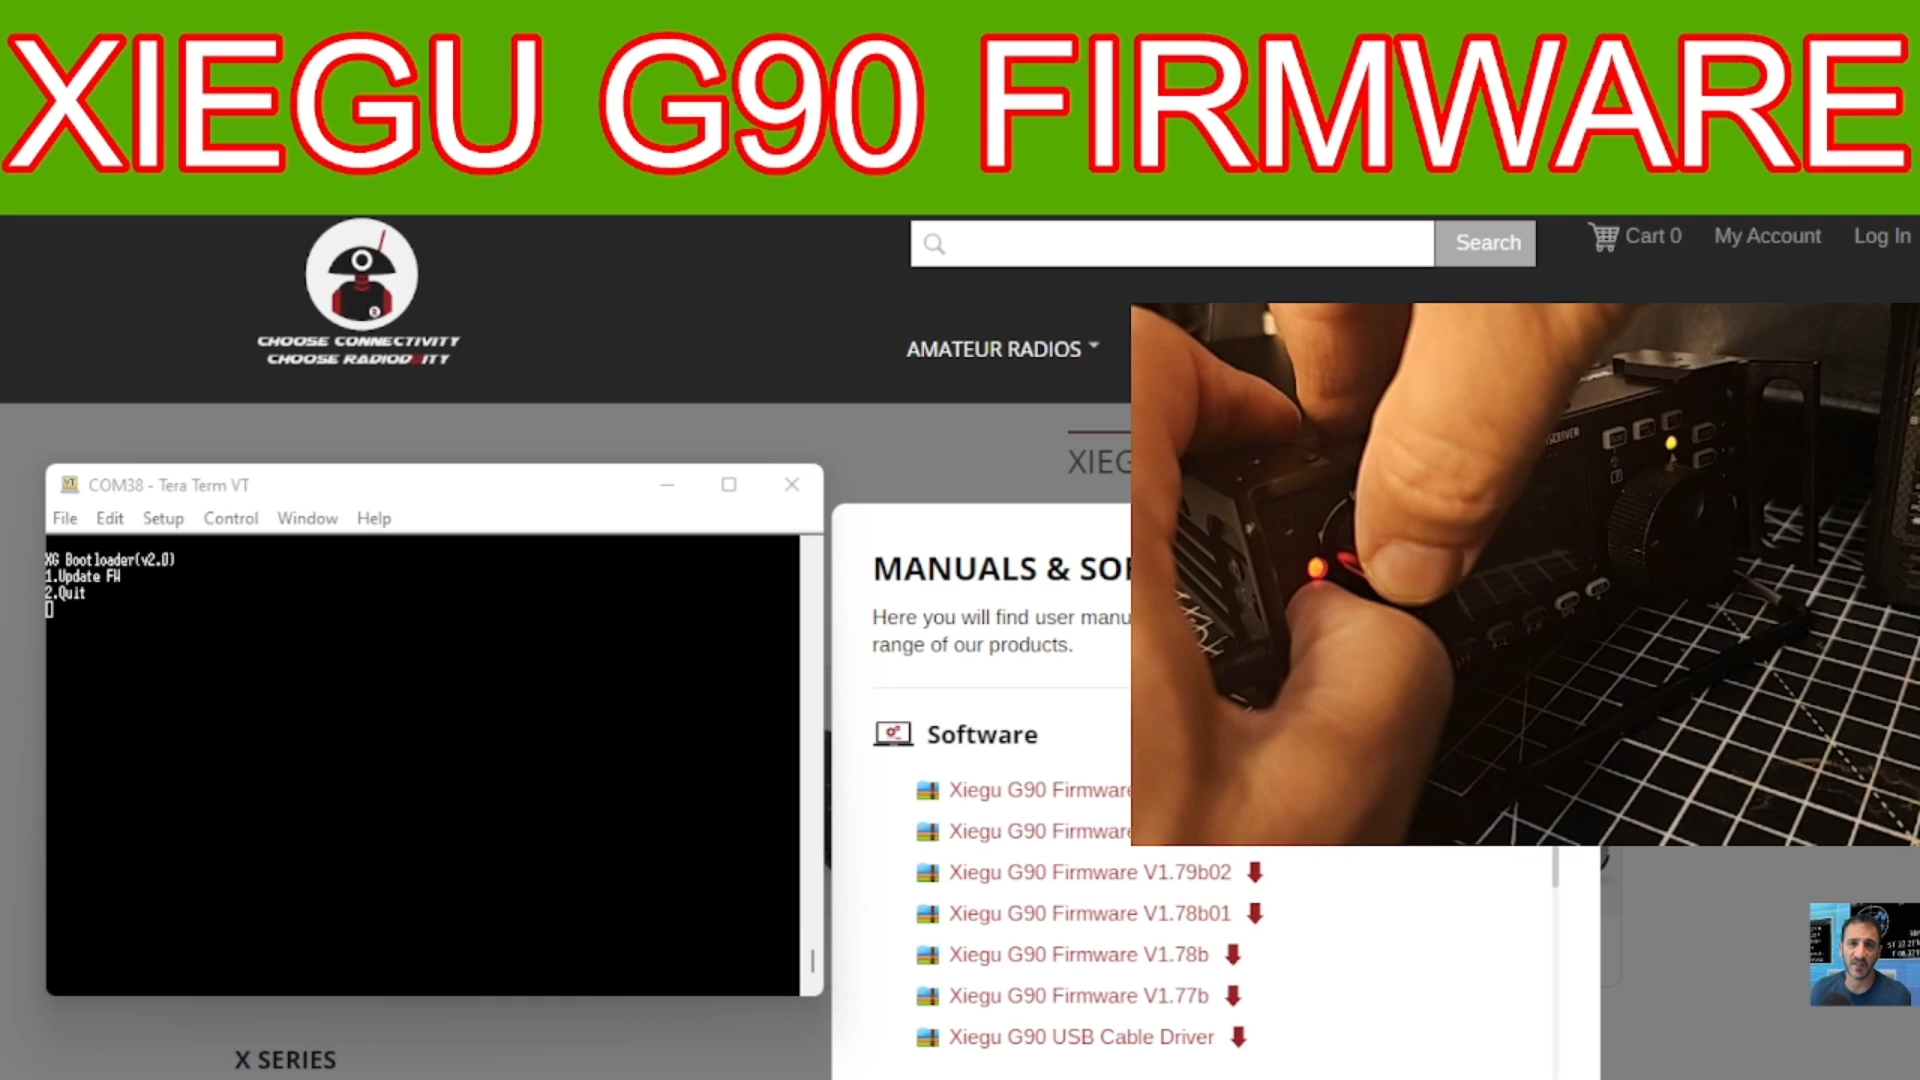 XIEGU G90 FIRMWARE
Search
Cart 0
My Account
Log In
CHOOSE CONNECTIVITY
CHOOSE RADIOD ITY
AMATEUR RADIOS
XIEG
COM38 - Tera Term VT
File Edit Setup Control Window Help
XG Bootloader(v2.0)
1.Update FW
2.Quit
MANUALS & SO
Here you will find user manu
range of our products.
Software
Xiegu G90 Firmware
Xiegu G90 Firmware
Xiegu G90 Firmware V1.79b02
Xiegu G90 Firmware V1.78b01
Xiegu G90 Firmware V1.78b
Xiegu G90 Firmware V1.77b
Xiegu G90 USB Cable Driver
X SERIES